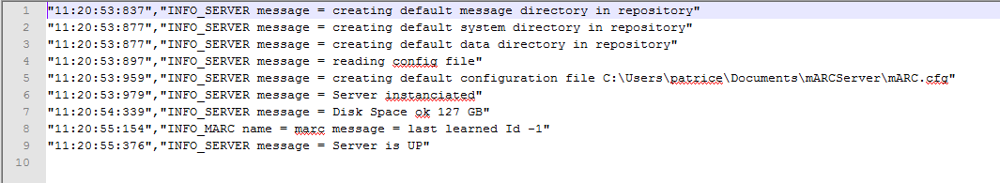 1 "11:20:53:837","INFO_SERVER message = creating default message directory in repository"
2 "11:20:53:877","INFO_SERVER message = creating default system directory in repository"
3 "11:20:53:877","INFO_SERVER message = creating default data directory in repository"
4 "11:20:53:897","INFO_SERVER message = reading config file"
5 "11:20:53:959","INFO_SERVER message = creating default configuration file C:\Users\patrice\Documents\mARCServer\mARC.cfg"
6 "11:20:53:979","INFO_SERVER message = Server instanciated"
7 "11:20:54:339","INFO_SERVER message = Disk Space ok 127 GB"
8 "11:20:55:154","INFO_MARC name = marc message = last learned Id -1"
9 "11:20:55:376","INFO_SERVER message = Server is UP"
10